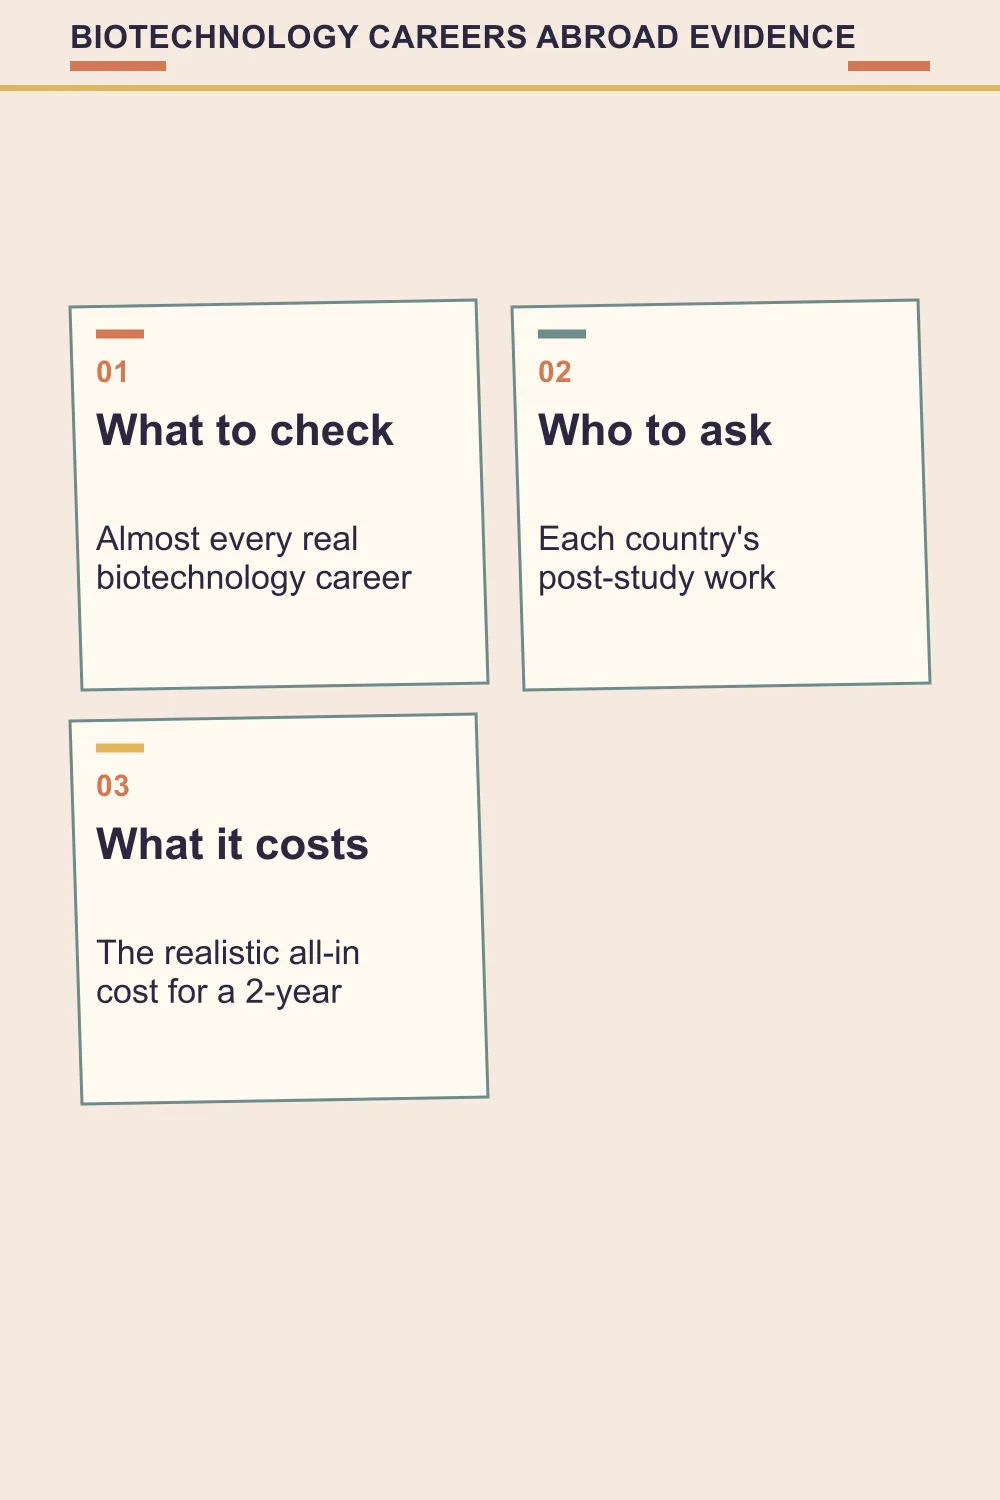 BIOTECHNOLOGY CAREERS ABROAD EVIDENCE
01
What to check
Almost every real
biotechnology career
02
Who to ask
Each country's
post-study work
03
What it costs
The realistic all-in
cost for a 2-year